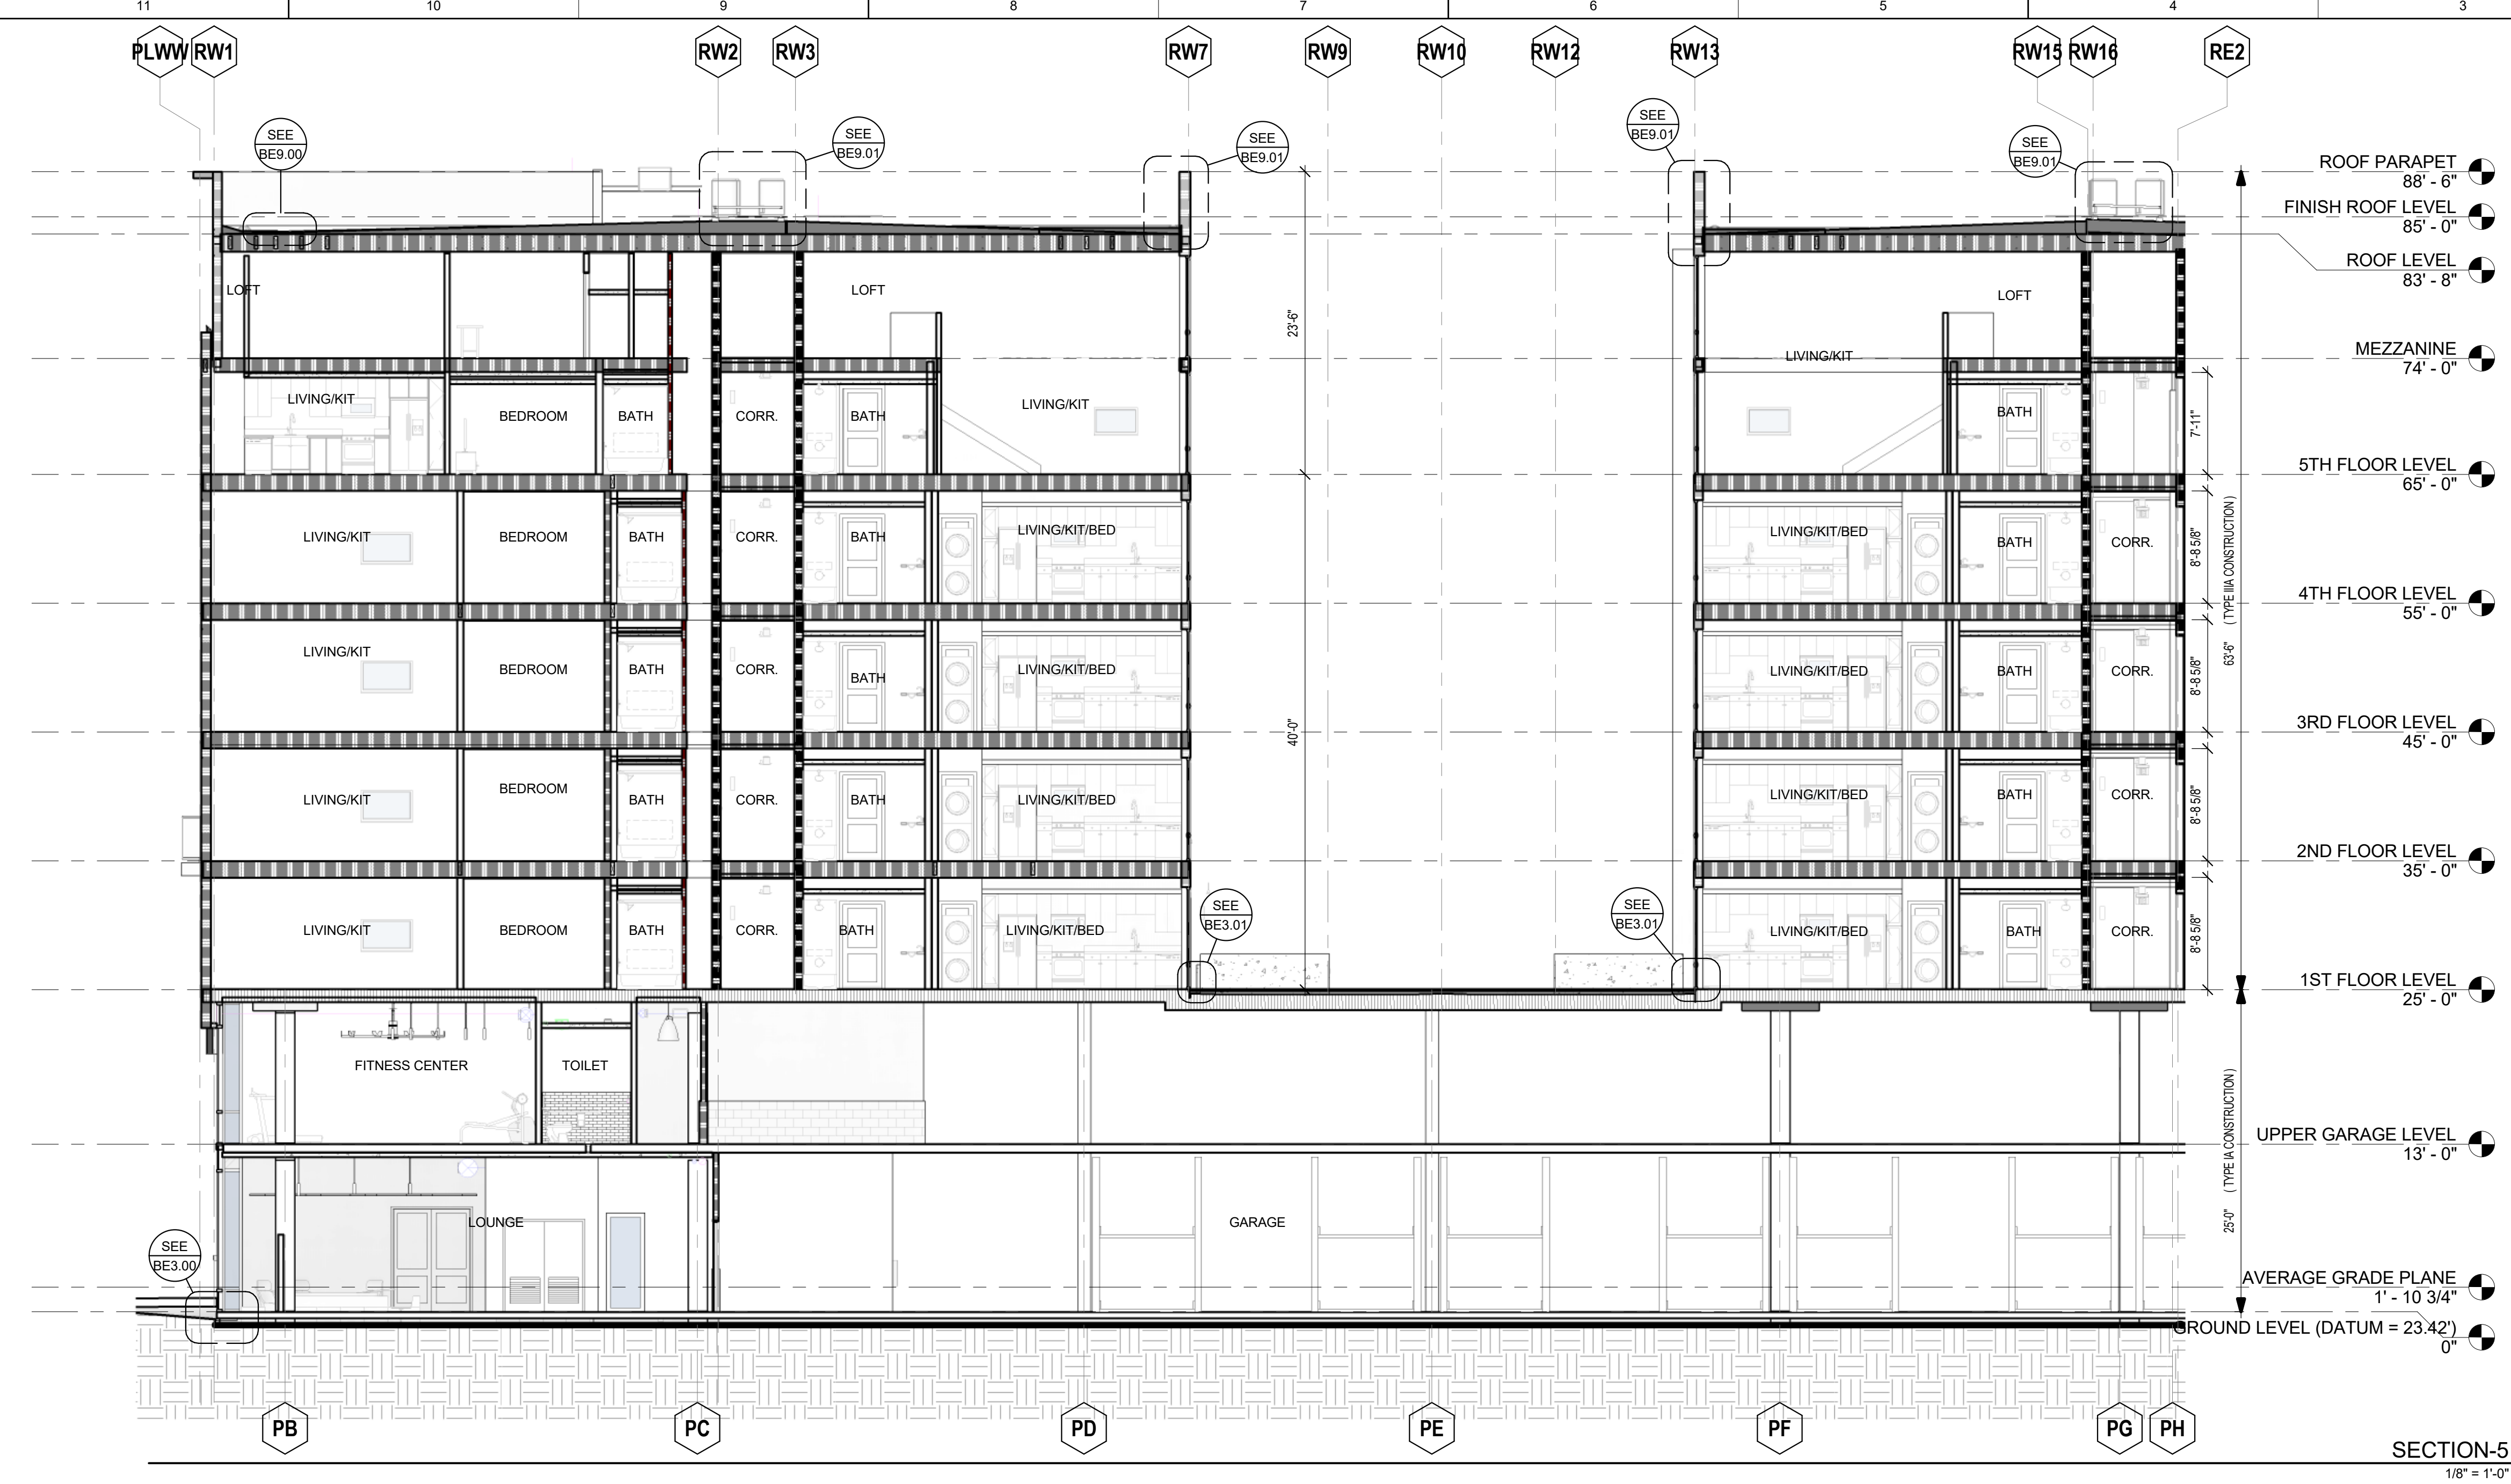 11 10 9 8 7 6 5 4 3
PLWW RW1 RW2 RW3 RW7 RW9 RW10 RW12 RW13 RW15 RW16 RE2
SEE
BE9.00
SEE
BE9.01
SEE
BE9.01
SEE
BE9.01
SEE
BE9.01
ROOF PARAPET
88' - 6"
FINISH ROOF LEVEL
85' - 0"
ROOF LEVEL
83' - 8"
LOFT LOFT LOFT
23'-6"
MEZZANINE
74' - 0"
LIVING/KIT BEDROOM BATH CORR. BATH LIVING/KIT LIVING/KIT BATH
7'-11"
5TH FLOOR LEVEL
65' - 0"
LIVING/KIT BEDROOM BATH CORR. BATH LIVING/KIT/BED LIVING/KIT/BED BATH CORR.
8'-8 5/8"
63'-6" ( TYPE IIIA CONSTRUCTION )
4TH FLOOR LEVEL
55' - 0"
LIVING/KIT BEDROOM BATH CORR. BATH LIVING/KIT/BED LIVING/KIT/BED BATH CORR.
8'-8 5/8"
40'-0"
3RD FLOOR LEVEL
45' - 0"
LIVING/KIT BEDROOM BATH CORR. BATH LIVING/KIT/BED LIVING/KIT/BED BATH CORR.
8'-8 5/8"
2ND FLOOR LEVEL
35' - 0"
SEE
BE3.01
SEE
BE3.01
LIVING/KIT BEDROOM BATH CORR. BATH LIVING/KIT/BED LIVING/KIT/BED BATH CORR.
8'-8 5/8"
1ST FLOOR LEVEL
25' - 0"
FITNESS CENTER TOILET
25'-0" ( TYPE IA CONSTRUCTION )
UPPER GARAGE LEVEL
13' - 0"
LOUNGE GARAGE
SEE
BE3.00
AVERAGE GRADE PLANE
1' - 10 3/4"
GROUND LEVEL (DATUM = 23.42')
0"
PB PC PD PE PF PG PH
SECTION-5
1/8" = 1'-0"